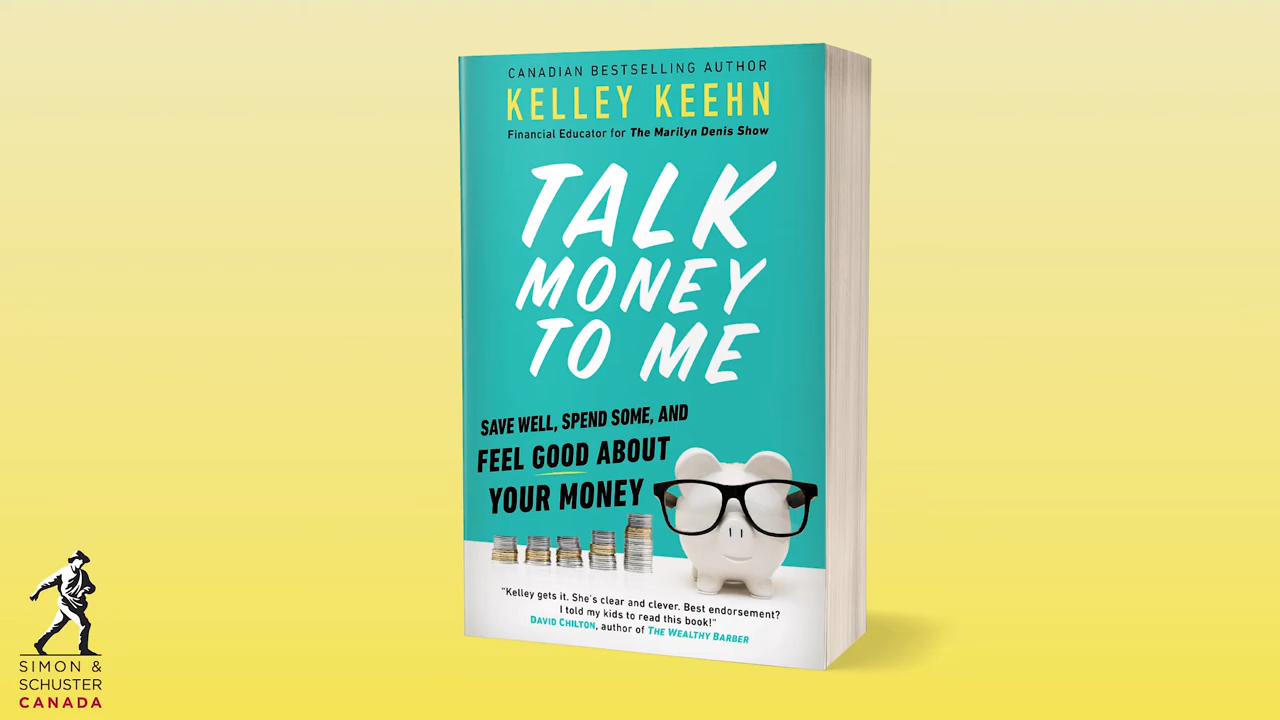 CANADIAN BESTSELLING AUTHOR
KELLEY KEEHN
Financial Educator for The Marilyn Denis Show
TALK
MONEY
TO ME
SAVE WELL, SPEND SOME, AND
FEEL GOOD ABOUT
YOUR MONEY
"Kelley gets it. She's clear and clever. Best endorsement?
I told my kids to read this book!"
DAVID CHILTON, author of THE WEALTHY BARBER
SIMON &
SCHUSTER
CANADA